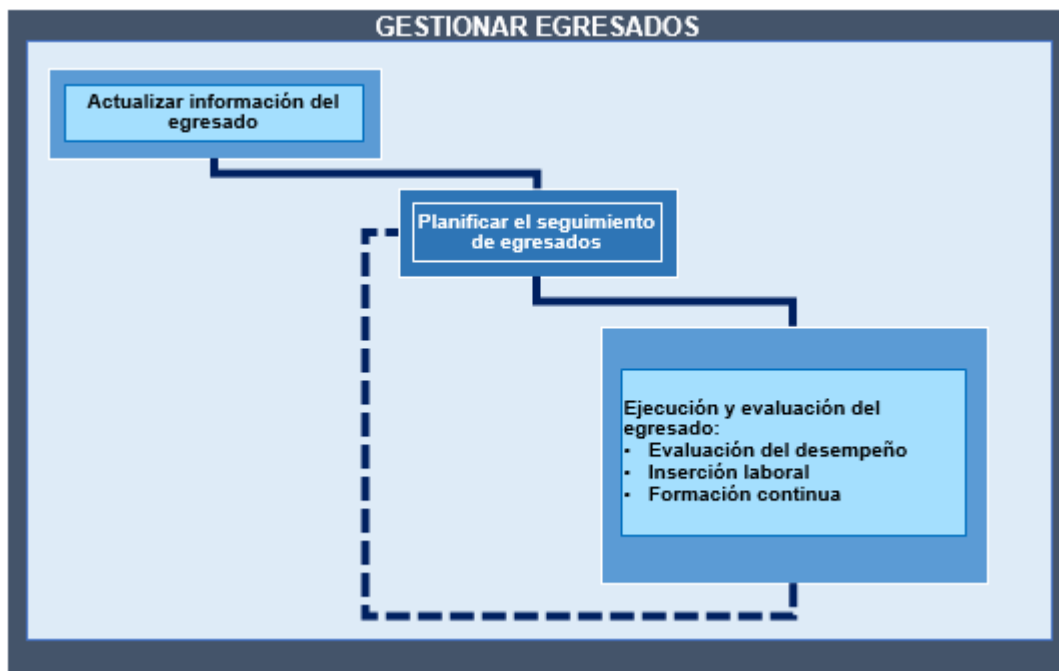 GESTIONAR EGRESADOS
Actualizar información del
egresado
Planificar el seguimiento
de egresados
Ejecución y evaluación del
egresado:
▪ Evaluación del desempeño
▪ Inserción laboral
▪ Formación continua